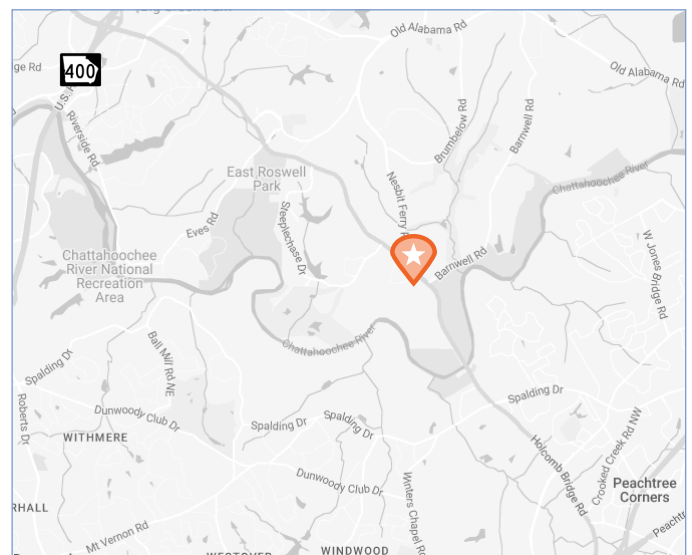 Old Alabama Rd
ge Rd
400
Old Alabama Rd
U.S.
Riverside Rd
Brumbelow Rd
Barnwell Rd
East Roswell
Park
Nesbit Ferry
Chattahoochee River
Eves Rd
Sleeplechase Dr
Barnwell Rd
W Jones
Bridge Rd
Chattahoochee
River National
Recreation
Area
Chattahoochee River
Ball Mill Rd NE
Spalding Dr
Spalding Dr
Roberts Dr
Dunwoody Club Dr
Spalding Dr
Spalding Dr
WITHMERE
Holcomb Bridge Rd
Crooked Creek Rd NW
Dunwoody Club Dr
Winters Chapel Rd
Peachtree
Corners
RHALL
Mt Vernon Rd
Peachtr
WINDWOOD
WESTOVER